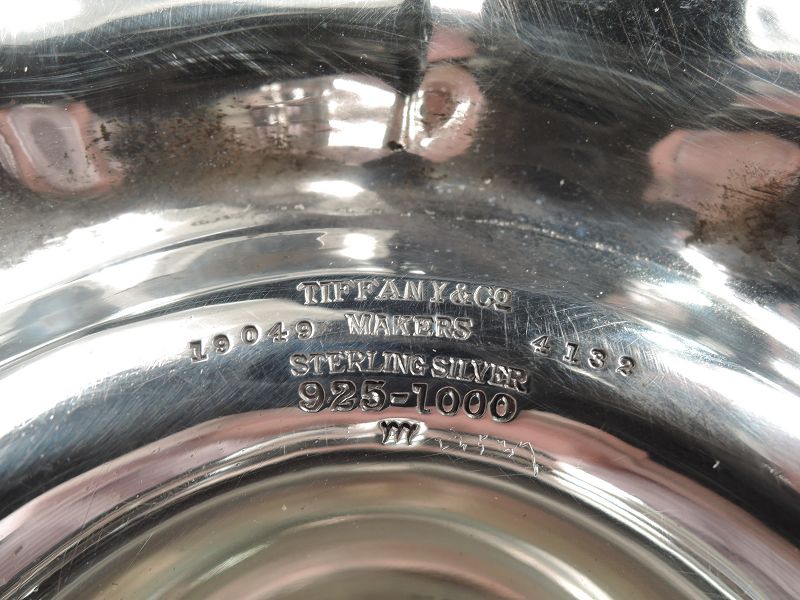 TIFFANY & Co
19049 MAKERS 4132
STERLING SILVER
925-1000
m